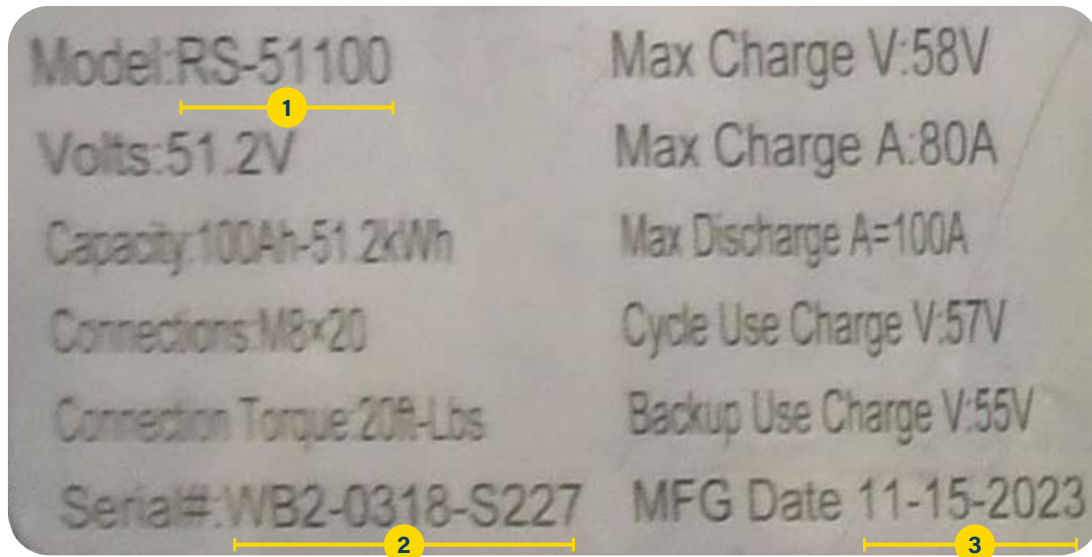 Model:RS-51100
1
Volts:51.2V
Capacity:100Ah-51.2kWh
Connections:M8×20
Connection Torque:20ft-Lbs
Serial#:WB2-0318-S227
2
Max Charge V:58V
Max Charge A:80A
Max Discharge A=100A
Cycle Use Charge V:57V
Backup Use Charge V:55V
MFG Date 11-15-2023
3